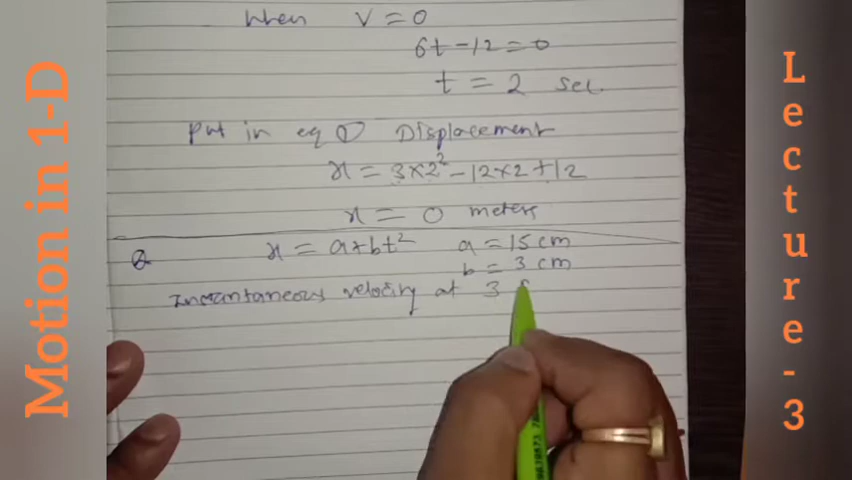 Motion in 1-D
When V = 0
6t - 12 = 0
t = 2 sec.
Put in eq ① Displacement
x = 3×2² - 12×2 + 12
x = 0 meters
Q x = a+bt² a = 15 cm
b = 3 cm
Instantaneous velocity at 3
Lecture-3